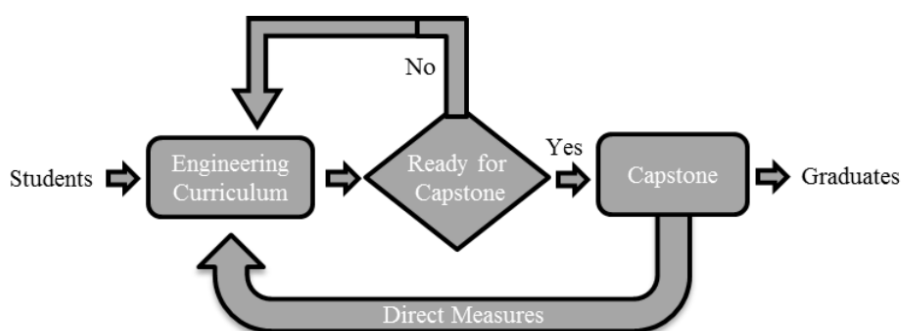 No
Students
Engineering
Curriculum
Ready for
Capstone
Yes
Capstone
Graduates
Direct Measures